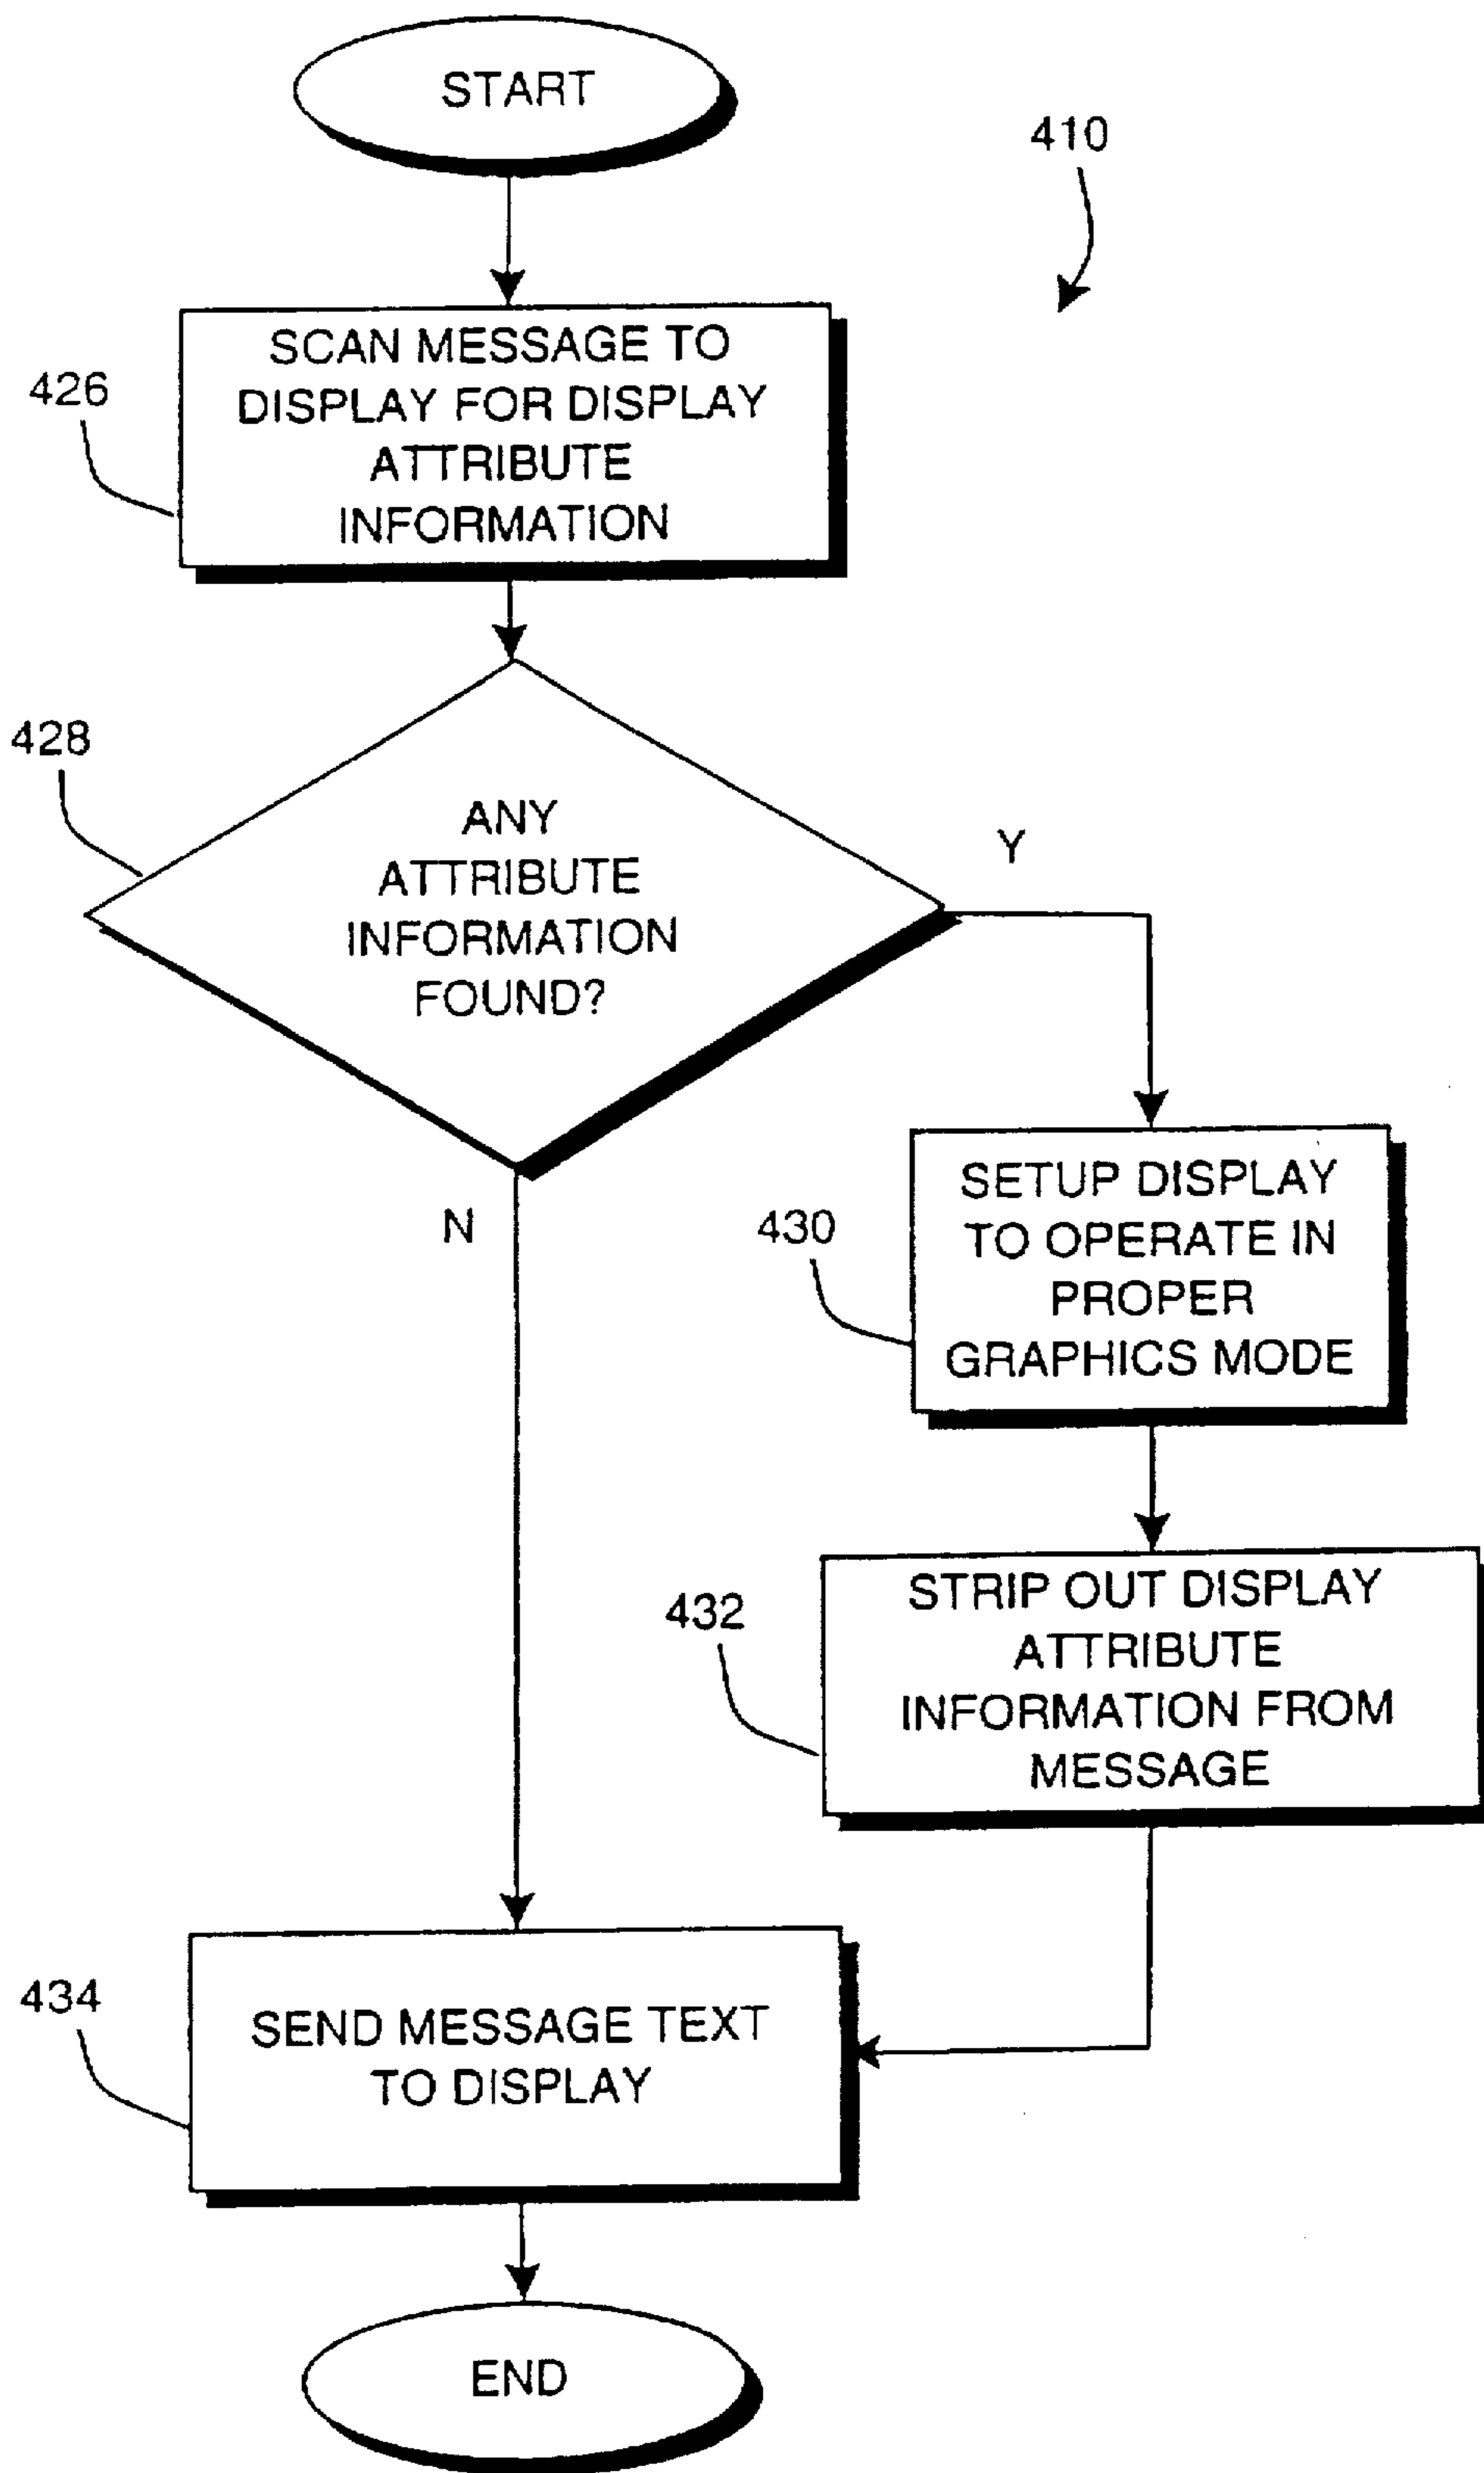 START
410
SCAN MESSAGE TO
DISPLAY FOR DISPLAY
ATTRIBUTE
INFORMATION
426
428
ANY
ATTRIBUTE
INFORMATION
FOUND?
Y
N
SETUP DISPLAY
TO OPERATE IN
PROPER
GRAPHICS MODE
430
STRIP OUT DISPLAY
ATTRIBUTE
INFORMATION FROM
MESSAGE
432
434
SEND MESSAGE TEXT
TO DISPLAY
END